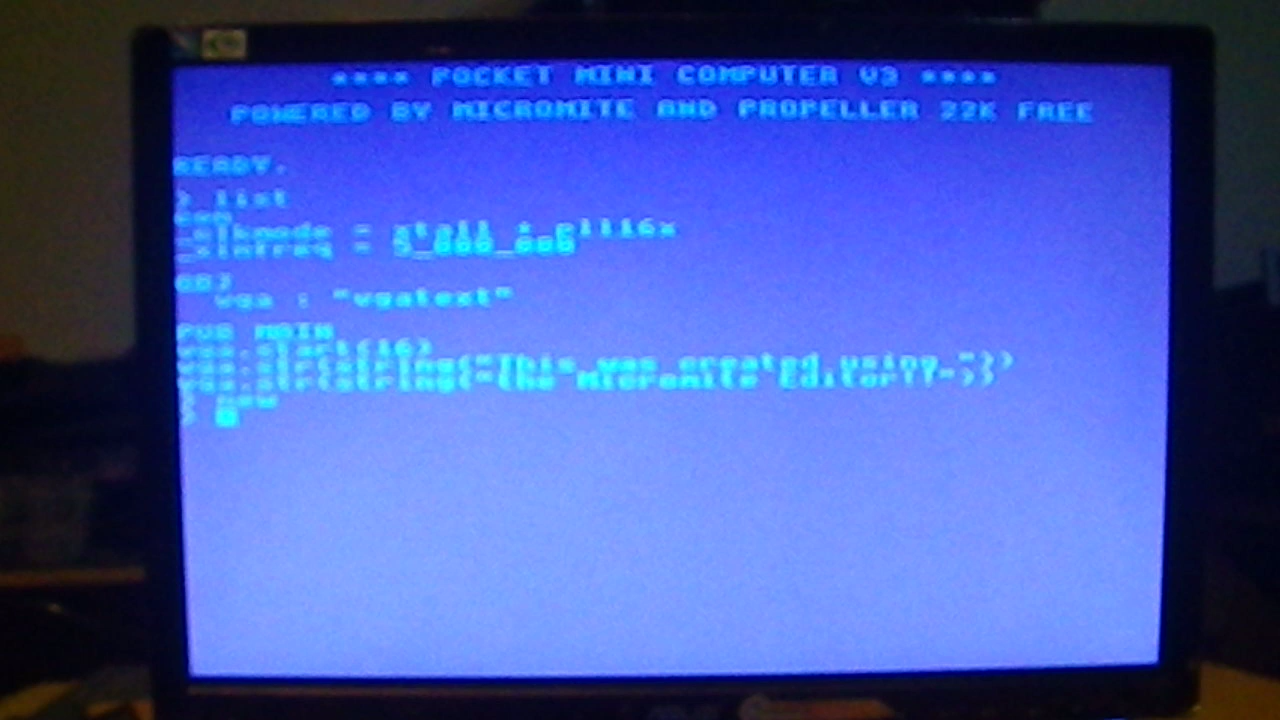 **** POCKET MINI COMPUTER V3 ****
POWERED BY MICROMITE AND PROPELLER 22K FREE
READY.
> list
con
_clkmode = xtal1 + pll16x
_xinfreq = 5_000_000
OBJ
vga : "vgatext"
PUB MAIN
vga.start(16)
vga.str(string("This was created using "))
vga.str(string("the Micromite Editor!!"))
> new
>